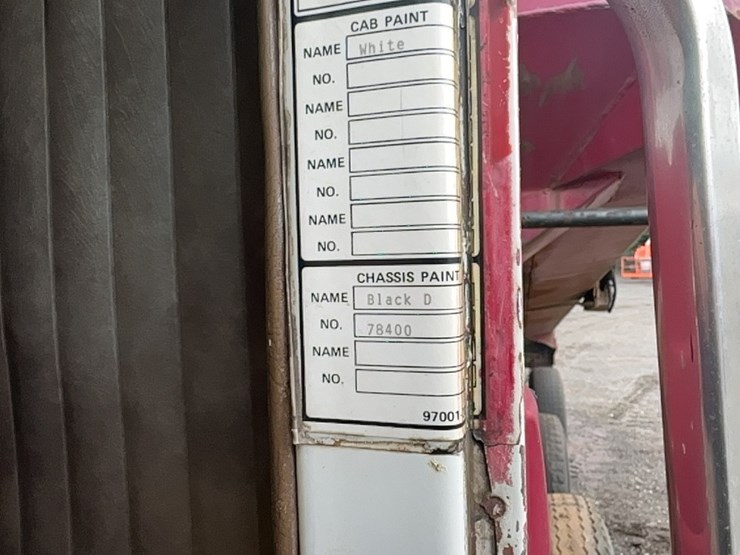 CAB PAINT
NAME White
NO.
NAME
NO.
NAME
NO.
NAME
NO.
CHASSIS PAINT
NAME Black D
NO. 78400
NAME
NO.
97001